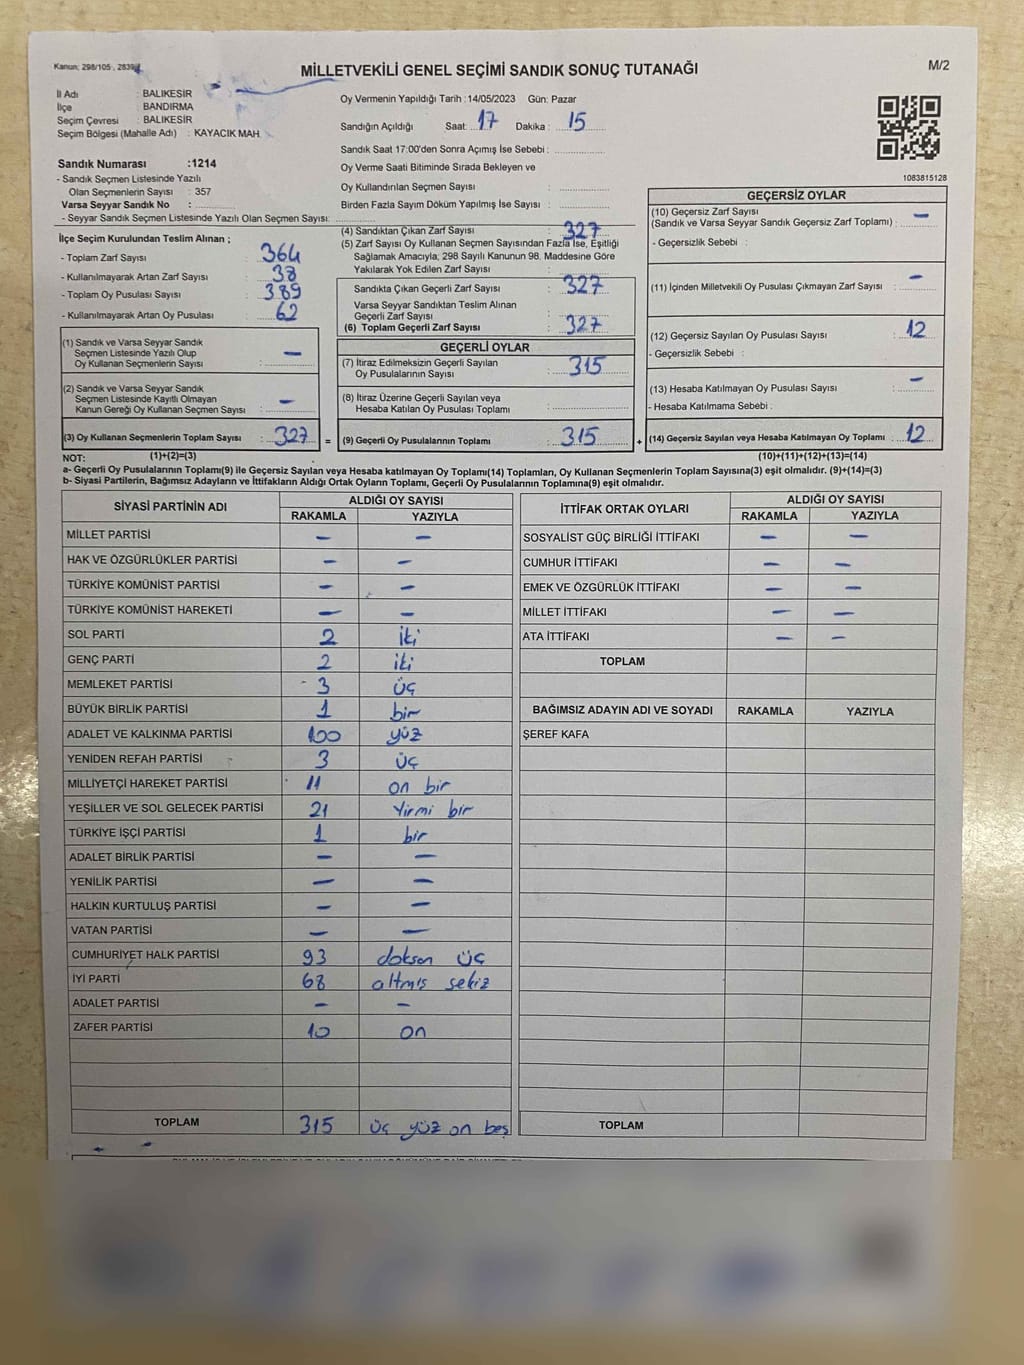 Kanun: 298/105-, 2839/
MİLLETVEKİLİ GENEL SEÇİMİ SANDIK SONUÇ TUTANAĞI
M/2
İl Adı : BALIKESİR
İlçe : BANDIRMA
Seçim Çevresi : BALIKESİR
Seçim Bölgesi (Mahalle Adı) : KAYACIK MAH.
Sandık Numarası :1214
- Sandık Seçmen Listesinde Yazılı
Olan Seçmenlerin Sayısı : 357
Varsa Seyyar Sandık No :
- Seyyar Sandık Seçmen Listesinde Yazılı Olan Seçmen Sayısı:
Oy Vermenin Yapıldığı Tarih :14/05/2023 Gün: Pazar
Sandığın Açıldığı Saat: 17 Dakika : 15
Sandık Saat 17:00'den Sonra Açımış İse Sebebi :
Oy Verme Saati Bitiminde Sırada Bekleyen ve
Oy Kullandırılan Seçmen Sayısı :
Birden Fazla Sayım Döküm Yapılmış İse Sayısı :
1083815128
İlçe Seçim Kurulundan Teslim Alınan ;
- Toplam Zarf Sayısı : 364
- Kullanılmayarak Artan Zarf Sayısı : 38
- Toplam Oy Pusulası Sayısı : 389
- Kullanılmayarak Artan Oy Pusulası : 62
(1) Sandık ve Varsa Seyyar Sandık
Seçmen Listesinde Yazılı Olup
Oy Kullanan Seçmenlerin Sayısı : —
(2) Sandık ve Varsa Seyyar Sandık
Seçmen Listesinde Kayıtlı Olmayan
Kanun Gereği Oy Kullanan Seçmen Sayısı : —
(3) Oy Kullanan Seçmenlerin Toplam Sayısı : 327 =
(4) Sandıktan Çıkan Zarf Sayısı : 327
(5) Zarf Sayısı Oy Kullanan Seçmen Sayısından Fazla İse, Eşitliği
Sağlamak Amacıyla, 298 Sayılı Kanunun 98. Maddesine Göre
Yakılarak Yok Edilen Zarf Sayısı :
Sandıkta Çıkan Geçerli Zarf Sayısı : 327
Varsa Seyyar Sandıktan Teslim Alınan
Geçerli Zarf Sayısı :
(6) Toplam Geçerli Zarf Sayısı : 327
GEÇERLİ OYLAR
(7) İtiraz Edilmeksizin Geçerli Sayılan
Oy Pusulalarının Sayısı : 315
(8) İtiraz Üzerine Geçerli Sayılan veya
Hesaba Katılan Oy Pusulası Toplamı :
(9) Geçerli Oy Pusulalarının Toplamı : 315 +
GEÇERSİZ OYLAR
(10) Geçersiz Zarf Sayısı
(Sandık ve Varsa Seyyar Sandık Geçersiz Zarf Toplamı) : —
- Geçersizlik Sebebi :
(11) İçinden Milletvekili Oy Pusulası Çıkmayan Zarf Sayısı : —
(12) Geçersiz Sayılan Oy Pusulası Sayısı : 12
- Geçersizlik Sebebi :
(13) Hesaba Katılmayan Oy Pusulası Sayısı : —
- Hesaba Katılmama Sebebi :
(14) Geçersiz Sayılan veya Hesaba Katılmayan Oy Pusulası Toplamı : 12
NOT: (1)+(2)=(3) (10)+(11)+(12)+(13)=(14)
a- Geçerli Oy Pusulalarının Toplamı(9) ile Geçersiz Sayılan veya Hesaba katılmayan Oy Toplamı(14) Toplamları, Oy Kullanan Seçmenlerin Toplam Sayısına(3) eşit olmalıdır. (9)+(14)=(3)
b- Siyasi Partilerin, Bağımsız Adayların ve İttifakların Aldığı Ortak Oyların Toplamı, Geçerli Oy Pusulalarının Toplamına(9) eşit olmalıdır.
SİYASİ PARTİNİN ADI ALDIĞI OY SAYISI
RAKAMLA YAZIYLA
MİLLET PARTİSİ — —
HAK VE ÖZGÜRLÜKLER PARTİSİ — —
TÜRKİYE KOMÜNİST PARTİSİ — —
TÜRKİYE KOMÜNİST HAREKETİ — —
SOL PARTİ 2 iki
GENÇ PARTİ 2 iki
MEMLEKET PARTİSİ 3 üç
BÜYÜK BİRLİK PARTİSİ 1 bir
ADALET VE KALKINMA PARTİSİ 100 yüz
YENİDEN REFAH PARTİSİ 3 üç
MİLLİYETÇİ HAREKET PARTİSİ 11 on bir
YEŞİLLER VE SOL GELECEK PARTİSİ 21 Yirmi bir
TÜRKİYE İŞÇİ PARTİSİ 1 bir
ADALET BİRLİK PARTİSİ — —
YENİLİK PARTİSİ — —
HALKIN KURTULUŞ PARTİSİ — —
VATAN PARTİSİ — —
CUMHURİYET HALK PARTİSİ 93 doksan üç
İYİ PARTİ 68 altmış sekiz
ADALET PARTİSİ — —
ZAFER PARTİSİ 10 on
TOPLAM 315 üç yüz on beş
İTTİFAK ORTAK OYLARI ALDIĞI OY SAYISI
RAKAMLA YAZIYLA
SOSYALİST GÜÇ BİRLİĞİ İTTİFAKI — —
CUMHUR İTTİFAKI — —
EMEK VE ÖZGÜRLÜK İTTİFAKI — —
MİLLET İTTİFAKI — —
ATA İTTİFAKI — —
TOPLAM
BAĞIMSIZ ADAYIN ADI VE SOYADI RAKAMLA YAZIYLA
ŞEREF KAFA
TOPLAM